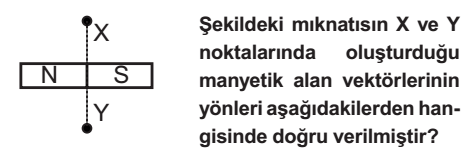 X
N S
Y
Şekildeki mıknatısın X ve Y
noktalarında oluşturduğu
manyetik alan vektörlerinin
yönleri aşağıdakilerden han-
gisinde doğru verilmiştir?